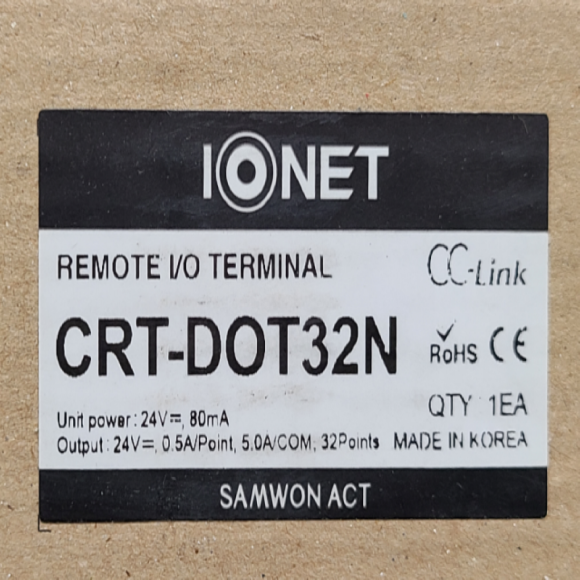 IONET
REMOTE I/O TERMINAL
CC-Link
CRT-DOT32N
RoHS CE
QTY 1EA
Unit power : 24V⎓, 80mA
Output : 24V⎓, 0.5A/Point, 5.0A/COM, 32Points MADE IN KOREA
SAMWON ACT